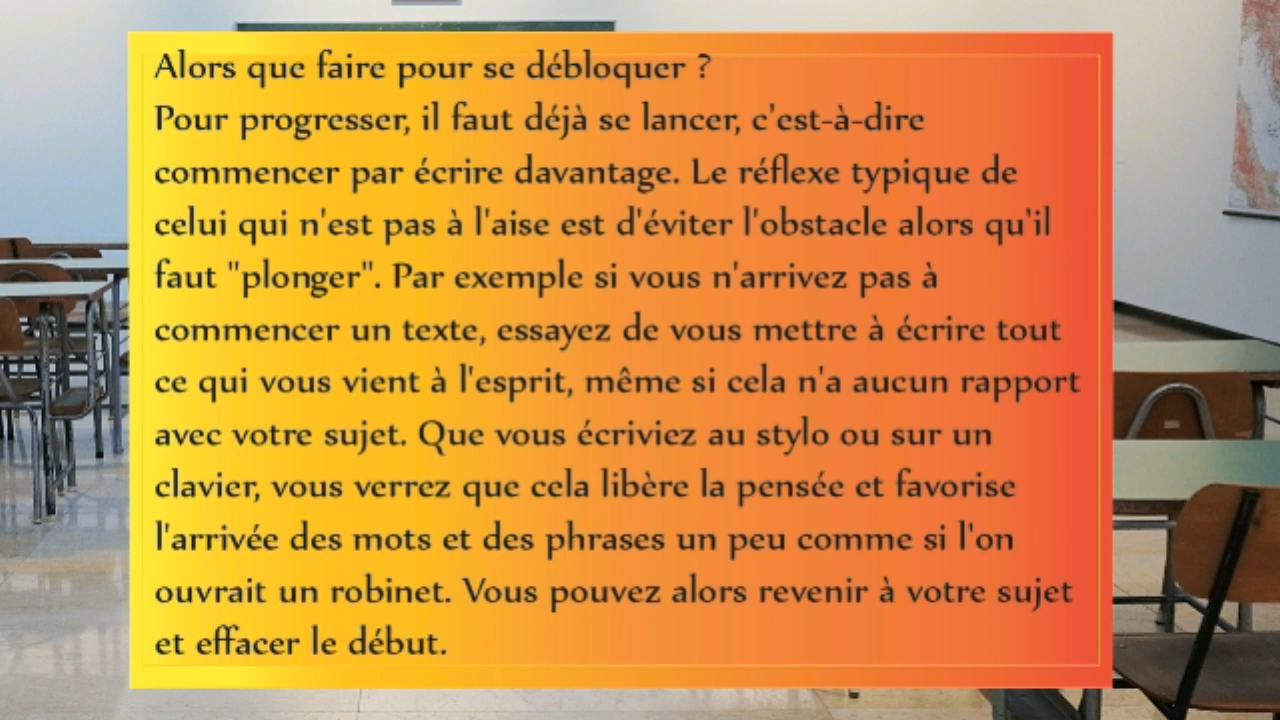 Alors que faire pour se débloquer ?
Pour progresser, il faut déjà se lancer, c'est-à-dire
commencer par écrire davantage. Le réflexe typique de
celui qui n'est pas à l'aise est d'éviter l'obstacle alors qu'il
faut "plonger". Par exemple si vous n'arrivez pas à
commencer un texte, essayez de vous mettre à écrire tout
ce qui vous vient à l'esprit, même si cela n'a aucun rapport
avec votre sujet. Que vous écriviez au stylo ou sur un
clavier, vous verrez que cela libère la pensée et favorise
l'arrivée des mots et des phrases un peu comme si l'on
ouvrait un robinet. Vous pouvez alors revenir à votre sujet
et effacer le début.